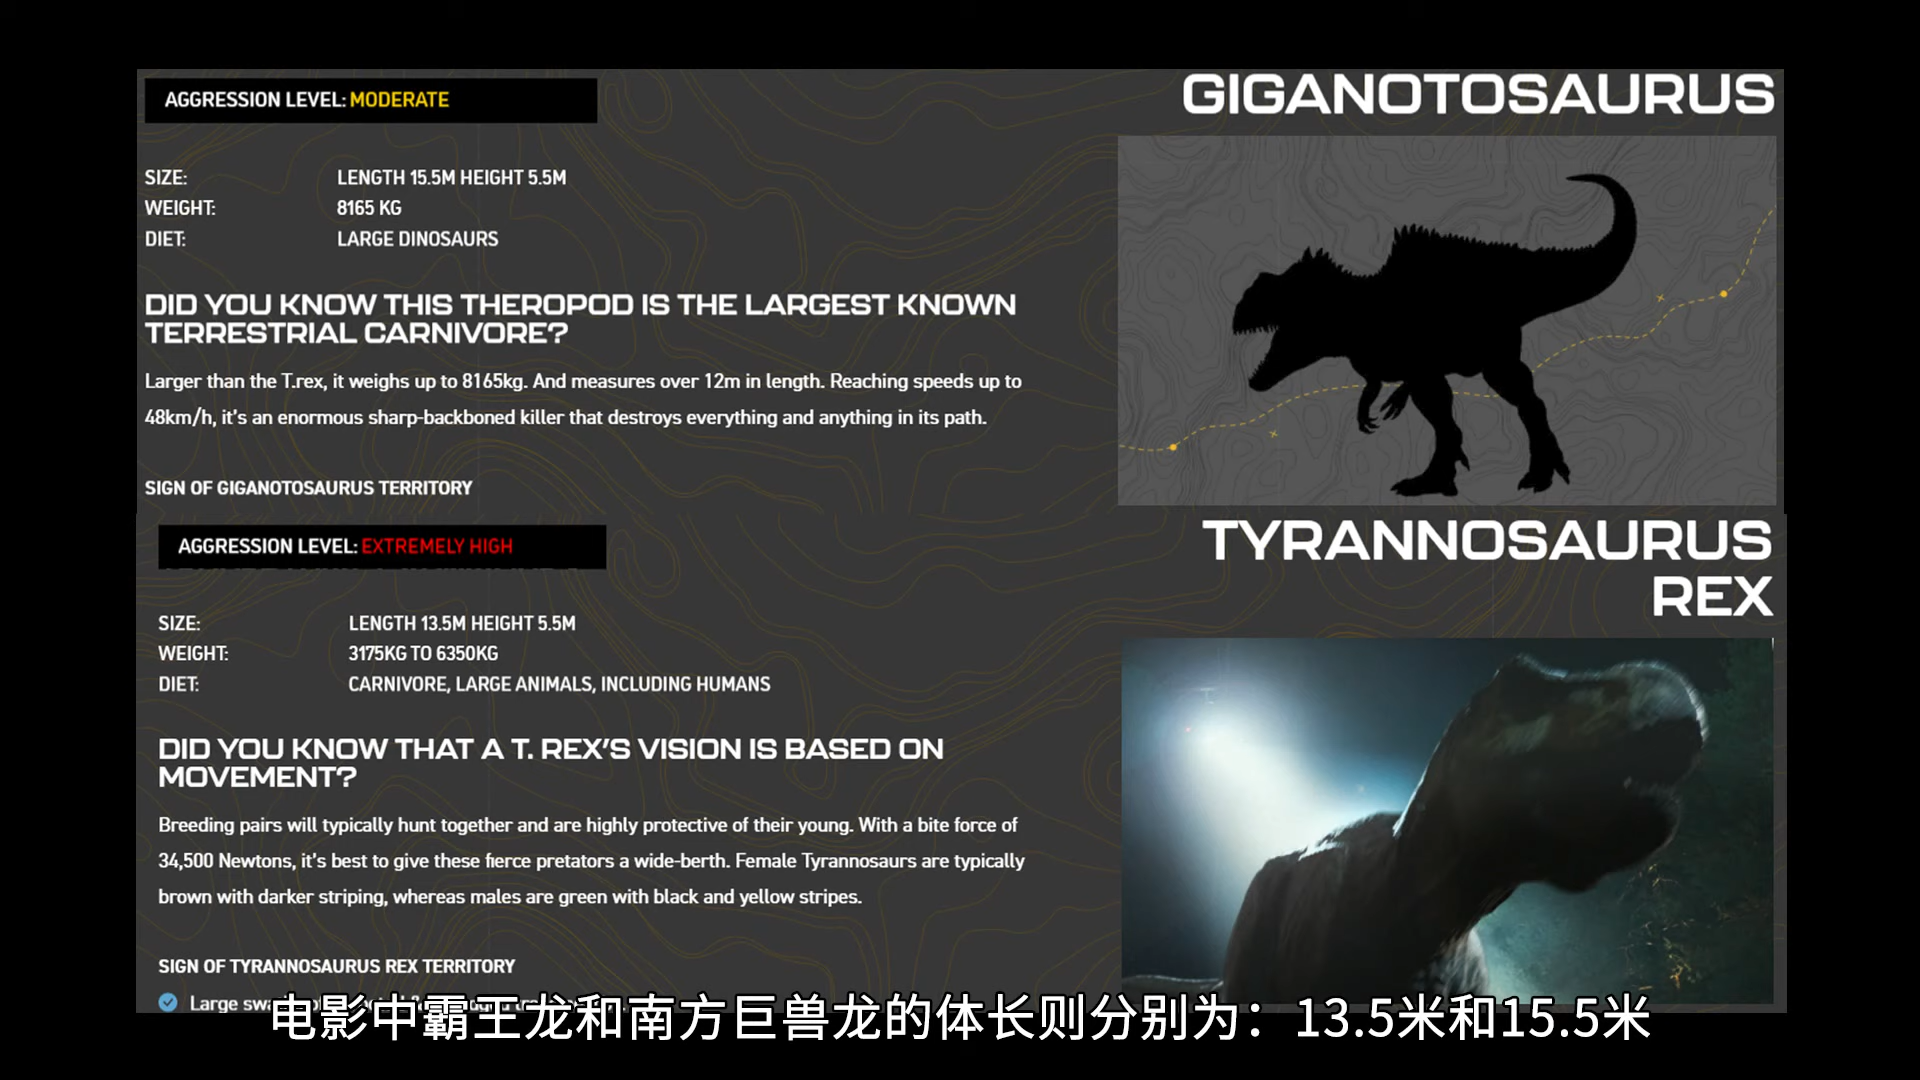 AGGRESSION LEVEL: MODERATE
GIGANOTOSAURUS
SIZE: LENGTH 15.5M HEIGHT 5.5M
WEIGHT: 8165 KG
DIET: LARGE DINOSAURS
DID YOU KNOW THIS THEROPOD IS THE LARGEST KNOWN
TERRESTRIAL CARNIVORE?
Larger than the T.rex, it weighs up to 8165kg. And measures over 12m in length. Reaching speeds up to
48km/h, it's an enormous sharp-backboned killer that destroys everything and anything in its path.
SIGN OF GIGANOTOSAURUS TERRITORY
AGGRESSION LEVEL: EXTREMELY HIGH
TYRANNOSAURUS
REX
SIZE: LENGTH 13.5M HEIGHT 5.5M
WEIGHT: 3175KG TO 6350KG
DIET: CARNIVORE, LARGE ANIMALS, INCLUDING HUMANS
DID YOU KNOW THAT A T. REX'S VISION IS BASED ON
MOVEMENT?
Breeding pairs will typically hunt together and are highly protective of their young. With a bite force of
34,500 Newtons, it's best to give these fierce pretators a wide-berth. Female Tyrannosaurs are typically
brown with darker striping, whereas males are green with black and yellow stripes.
SIGN OF TYRANNOSAURUS REX TERRITORY
Large
电影中霸王龙和南方巨兽龙的体长则分别为：13.5米和15.5米